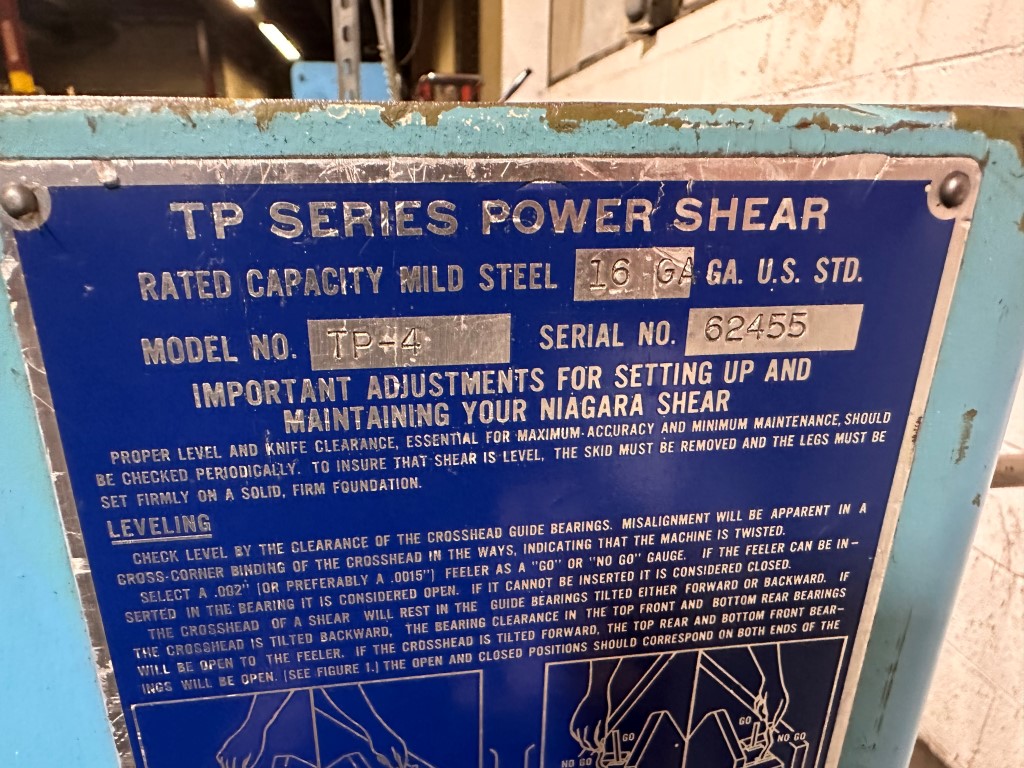 TP SERIES POWER SHEAR
RATED CAPACITY MILD STEEL 16 GA GA. U.S. STD.
MODEL NO. TP-4 SERIAL NO. 62455
IMPORTANT ADJUSTMENTS FOR SETTING UP AND
MAINTAINING YOUR NIAGARA SHEAR
PROPER LEVEL AND KNIFE CLEARANCE, ESSENTIAL FOR MAXIMUM ACCURACY AND MINIMUM MAINTENANCE, SHOULD
BE CHECKED PERIODICALLY. TO INSURE THAT SHEAR IS LEVEL, THE SKID MUST BE REMOVED AND THE LEGS MUST BE
SET FIRMLY ON A SOLID, FIRM FOUNDATION.
LEVELING
CHECK LEVEL BY THE CLEARANCE OF THE CROSSHEAD GUIDE BEARINGS. MISALIGNMENT WILL BE APPARENT IN A
CROSS-CORNER BINDING OF THE CROSSHEAD IN THE WAYS, INDICATING THAT THE MACHINE IS TWISTED.
SELECT A .002" [OR PREFERABLY A .0015"] FEELER AS A "GO" OR "NO GO" GAUGE. IF THE FEELER CAN BE IN-
SERTED IN THE BEARING IT IS CONSIDERED OPEN. IF IT CANNOT BE INSERTED IT IS CONSIDERED CLOSED.
THE CROSSHEAD OF A SHEAR WILL REST IN THE GUIDE BEARINGS TILTED EITHER FORWARD OR BACKWARD. IF
THE CROSSHEAD IS TILTED BACKWARD, THE BEARING CLEARANCE IN THE TOP FRONT AND BOTTOM REAR BEARINGS
WILL BE OPEN TO THE FEELER. IF THE CROSSHEAD IS TILTED FORWARD, THE TOP REAR AND BOTTOM FRONT BEAR-
INGS WILL BE OPEN. [SEE FIGURE 1.] THE OPEN AND CLOSED POSITIONS SHOULD CORRESPOND ON BOTH ENDS OF THE
GO
GO
NO GO
NO GO